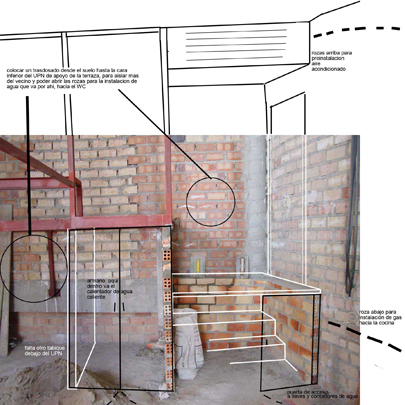 rozas arriba para
preinstalacion
aire
acondicionado
colocar un trasdosado desde el suelo hasta la cara
inferior del UPN de apoyo de la terraza, para aislar mas
del vecino y poder abrir las rozas para la instalacion de
agua que va por ahi, hacia el WC
armario, aqui
dentro va el
calentador de agua
caliente
roza abajo para
instalación de gas
hacia la cocina
falta otro tabique
debajo del UPN
puerta de acceso
a llaves y contadores de agua